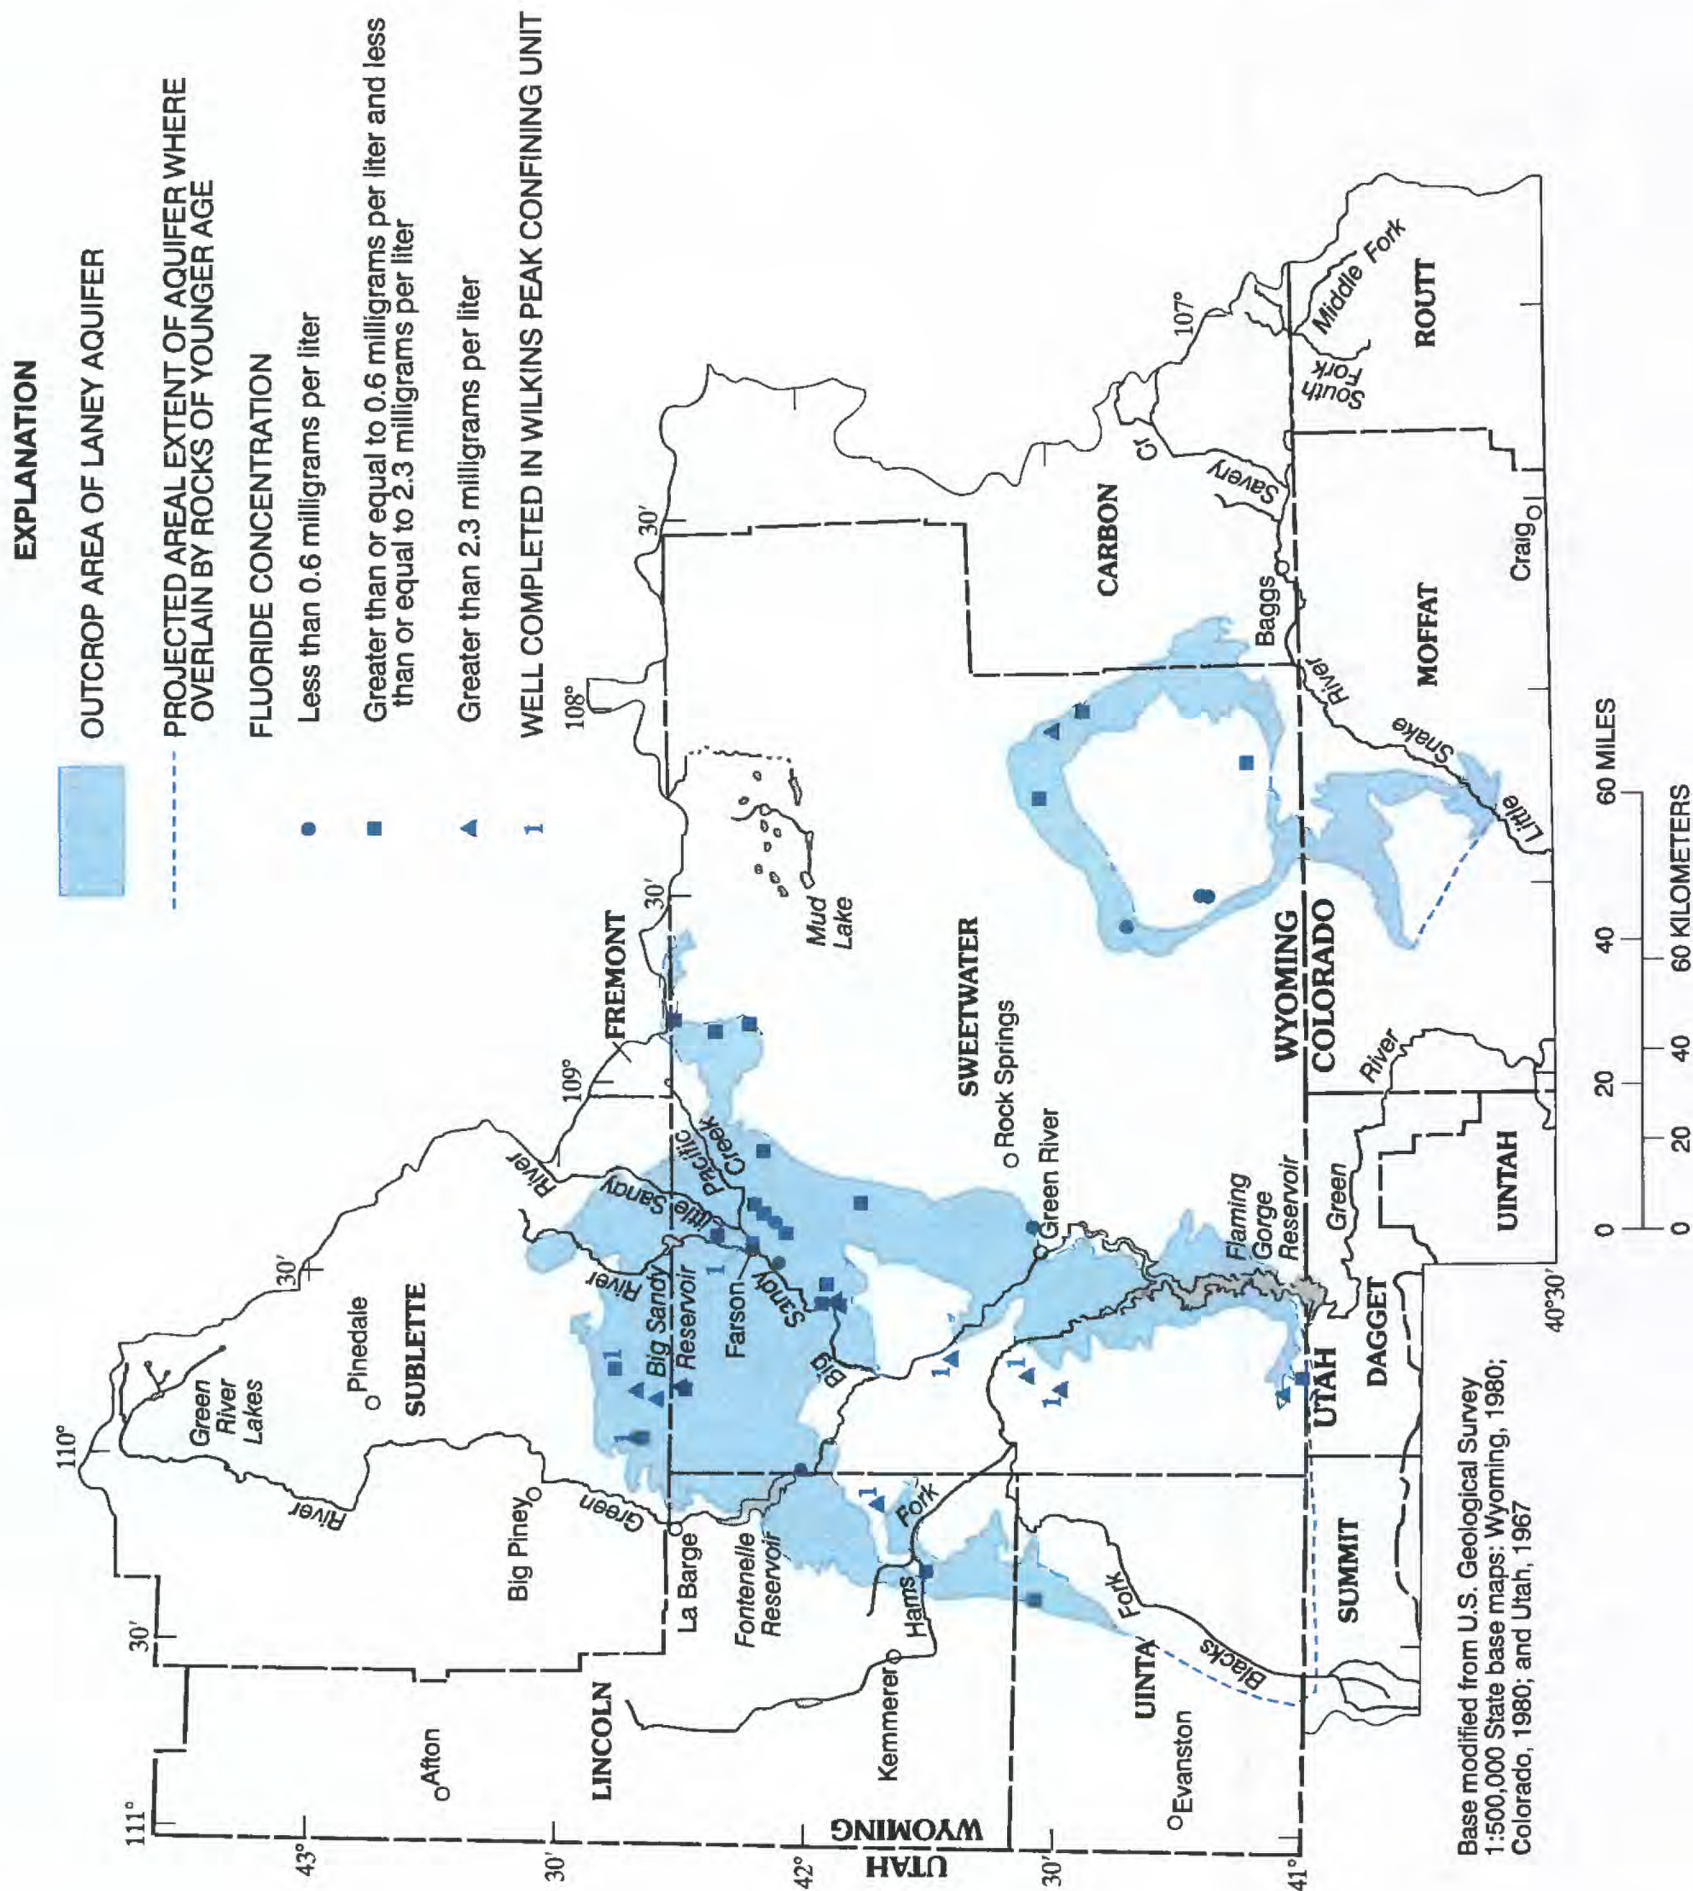 EXPLANATION
OUTCROP AREA OF LANEY AQUIFER
PROJECTED AREAL EXTENT OF AQUIFER WHERE
OVERLAIN BY ROCKS OF YOUNGER AGE
FLUORIDE CONCENTRATION
Less than 0.6 milligrams per liter
Greater than or equal to 0.6 milligrams per liter and less
than or equal to 2.3 milligrams per liter
Greater than 2.3 milligrams per liter
1 WELL COMPLETED IN WILKINS PEAK CONFINING UNIT
111°
30'
110°
30'
109°
30'
108°
30'
107°
43°
30'
42°
30'
41°
40°30'
Afton
LINCOLN
Kemmerer
Evanston
UINTA
UTAH
WYOMING
Green
River
Lakes
Pinedale
SUBLETTE
River
Big Piney
Green
La Barge
Fontenelle
Reservoir
Hams
Fork
Blacks
Fork
River
Little Sandy
River
Big Sandy
Reservoir
Farson
Pacific
Creek
Big
Sandy
1
1
1
1
1
1
1
FREMONT
Mud
Lake
SWEETWATER
Rock Springs
Green River
Flaming
Gorge
Reservoir
CARBON
Savery
Cr
Baggs
WYOMING
COLORADO
UTAH
SUMMIT
DAGGET
UINTAH
Green
River
Little
Snake
River
MOFFAT
Craig
ROUTT
South
Fork
Middle Fork
0 20 40 60 MILES
0 20 40 60 KILOMETERS
Base modified from U.S. Geological Survey
1:500,000 State base maps: Wyoming, 1980;
Colorado, 1980; and Utah, 1967